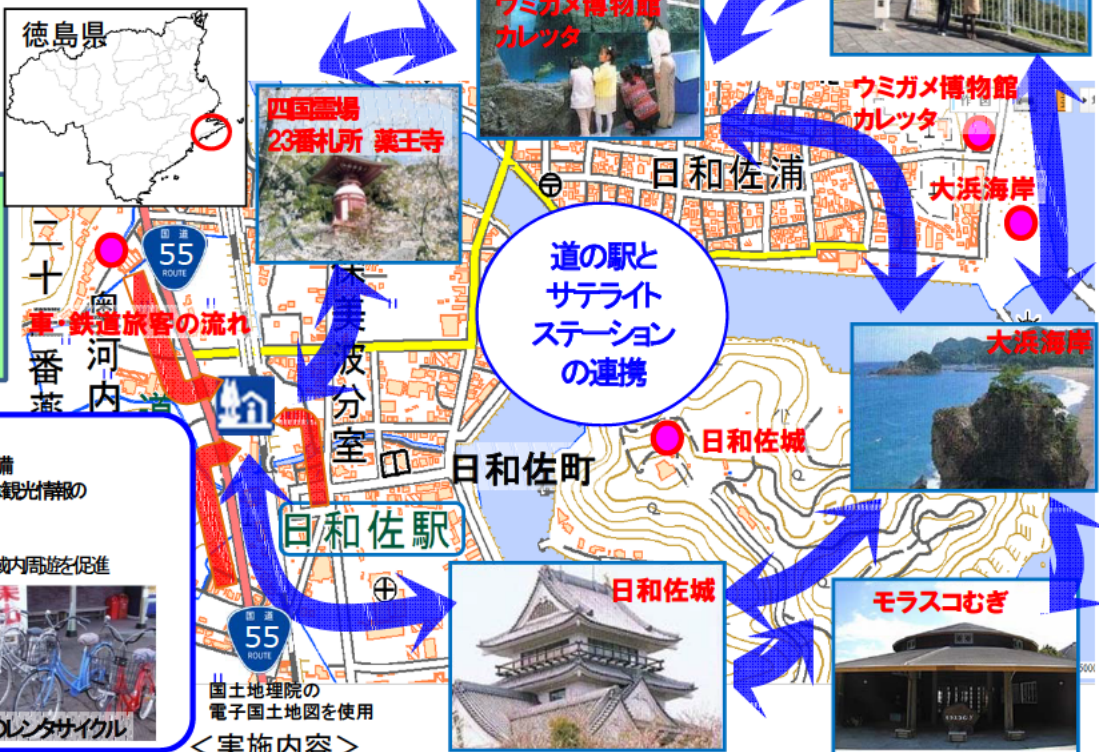 徳島県
ウミガメ博物館
カレッタ
四国霊場
23番札所 薬王寺
ウミガメ博物館
カレッタ
日和佐浦
大浜海岸
国道
55
ROUTE
道の駅と
サテライト
ステーション
の連携
車・鉄道旅客の流れ
二十
番薬
奥河内
美波分室
道
大浜海岸
日和佐城
日和佐町
日和佐駅
観光情報の
内周遊を促進
レンタサイクル
国道
55
ROUTE
日和佐城
モラスコむぎ
国土地理院の
電子国土地図を使用
<実施内容>